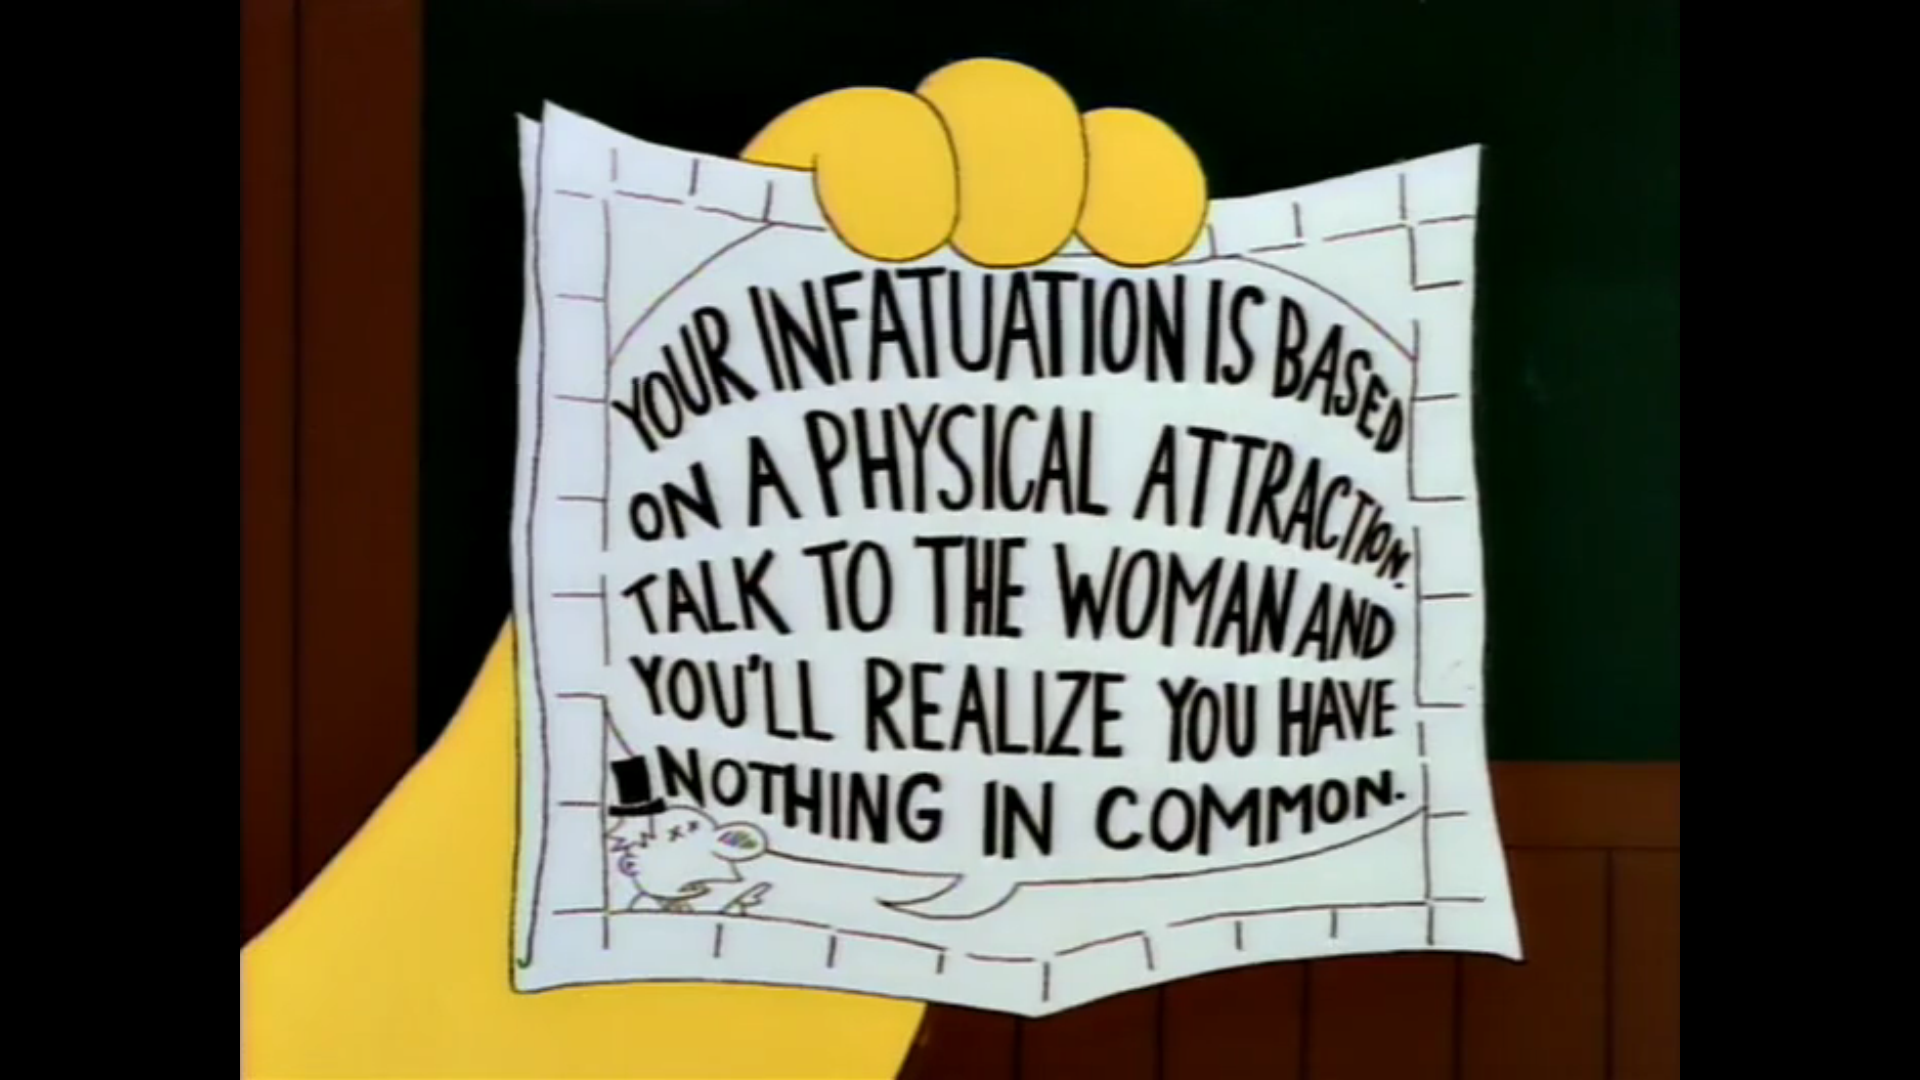 YOUR INFATUATION IS BASED
ON A PHYSICAL ATTRACTION.
TALK TO THE WOMAN AND
YOU'LL REALIZE YOU HAVE
NOTHING IN COMMON.